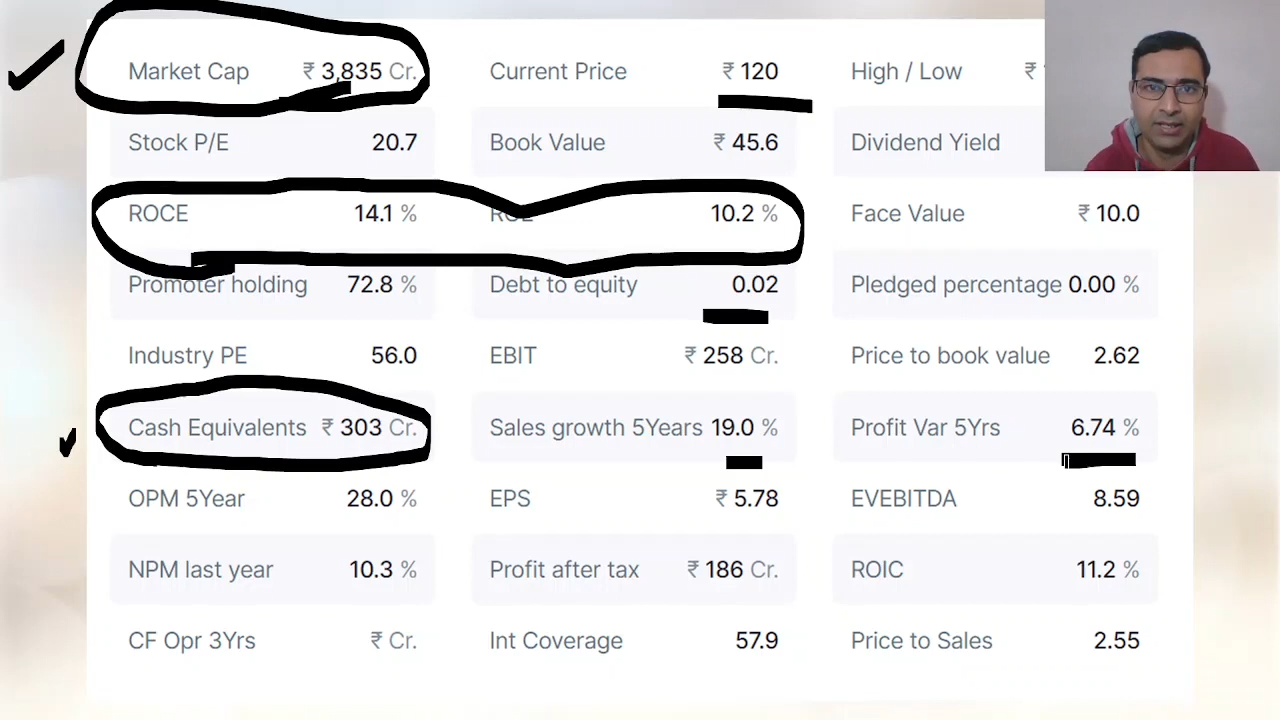 Market Cap ₹ 3,835 Cr. Current Price ₹ 120 High / Low ₹
Stock P/E 20.7 Book Value ₹ 45.6 Dividend Yield
ROCE 14.1 % ROE 10.2 % Face Value ₹ 10.0
Promoter holding 72.8 % Debt to equity 0.02 Pledged percentage 0.00 %
Industry PE 56.0 EBIT ₹ 258 Cr. Price to book value 2.62
Cash Equivalents ₹ 303 Cr. Sales growth 5Years 19.0 % Profit Var 5Yrs 6.74 %
OPM 5Year 28.0 % EPS ₹ 5.78 EVEBITDA 8.59
NPM last year 10.3 % Profit after tax ₹ 186 Cr. ROIC 11.2 %
CF Opr 3Yrs ₹ Cr. Int Coverage 57.9 Price to Sales 2.55